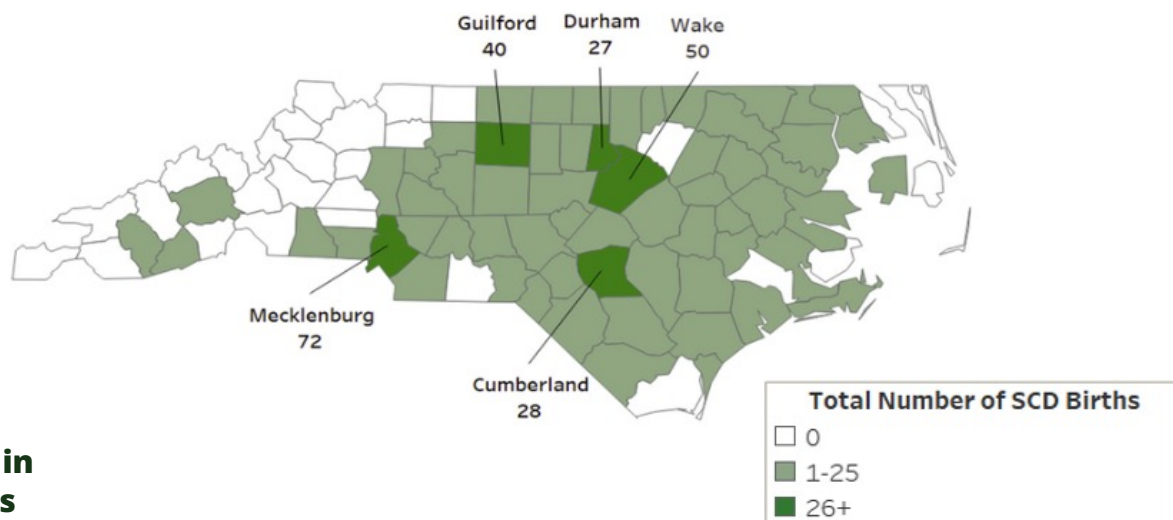 Guilford
40
Durham
27
Wake
50
Mecklenburg
72
Cumberland
28
Total Number of SCD Births
0
1-25
26+
in
s